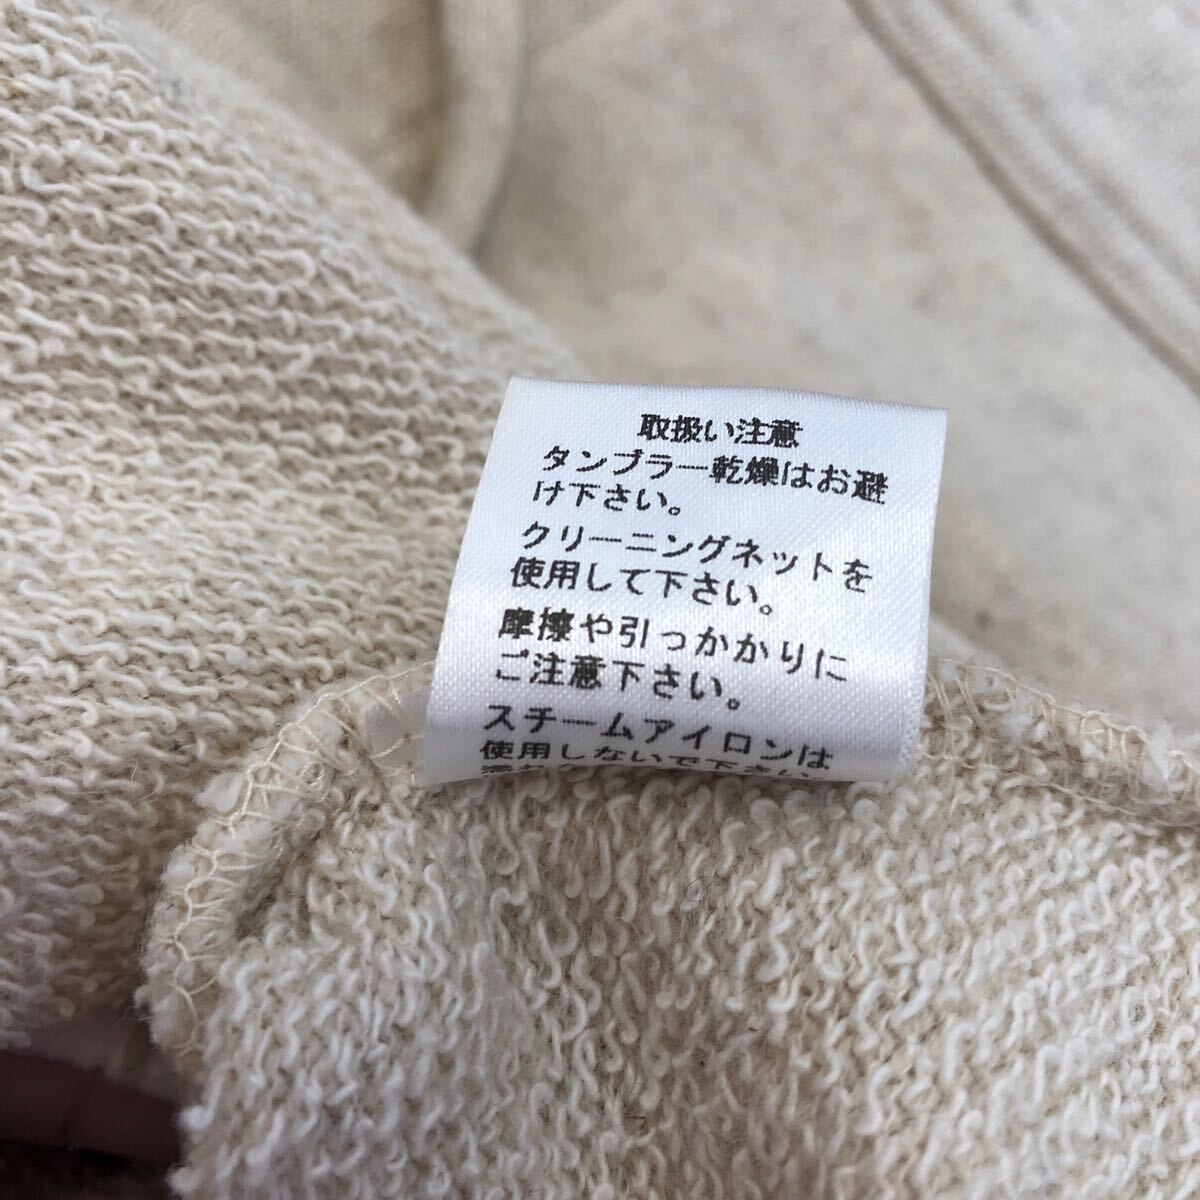 取扱い注意
タンブラー乾燥はお避
け下さい。
クリーニングネットを
使用して下さい。
摩擦や引っかかりに
ご注意下さい。
スチームアイロンは
使用しないで下さい